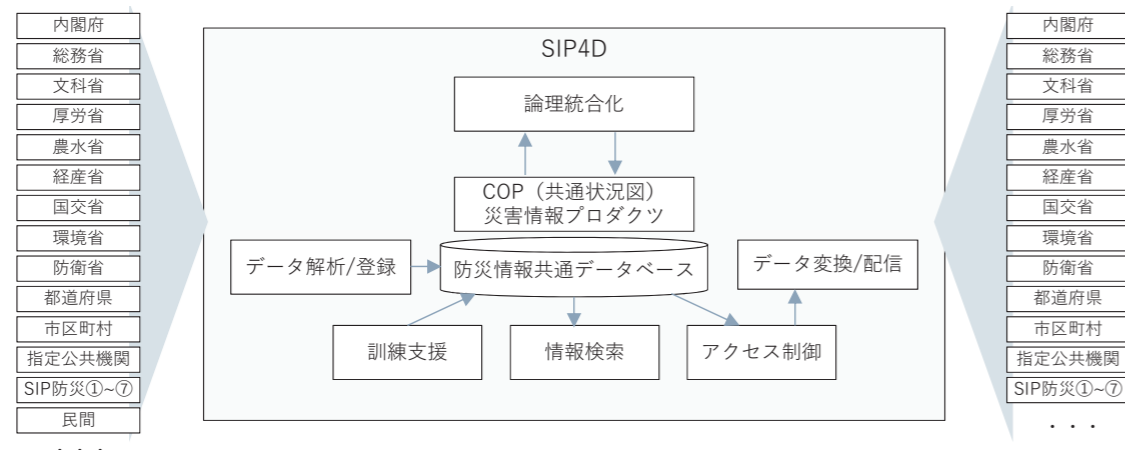 内閣府
総務省
文科省
厚労省
農水省
経産省
国交省
環境省
防衛省
都道府県
市区町村
指定公共機関
SIP防災①~⑦
民間
・・・
SIP4D
論理統合化
COP（共通状況図）
災害情報プロダクツ
データ解析/登録
防災情報共通データベース
データ変換/配信
訓練支援
情報検索
アクセス制御
内閣府
総務省
文科省
厚労省
農水省
経産省
国交省
環境省
防衛省
都道府県
市区町村
指定公共機関
SIP防災①~⑦
・・・